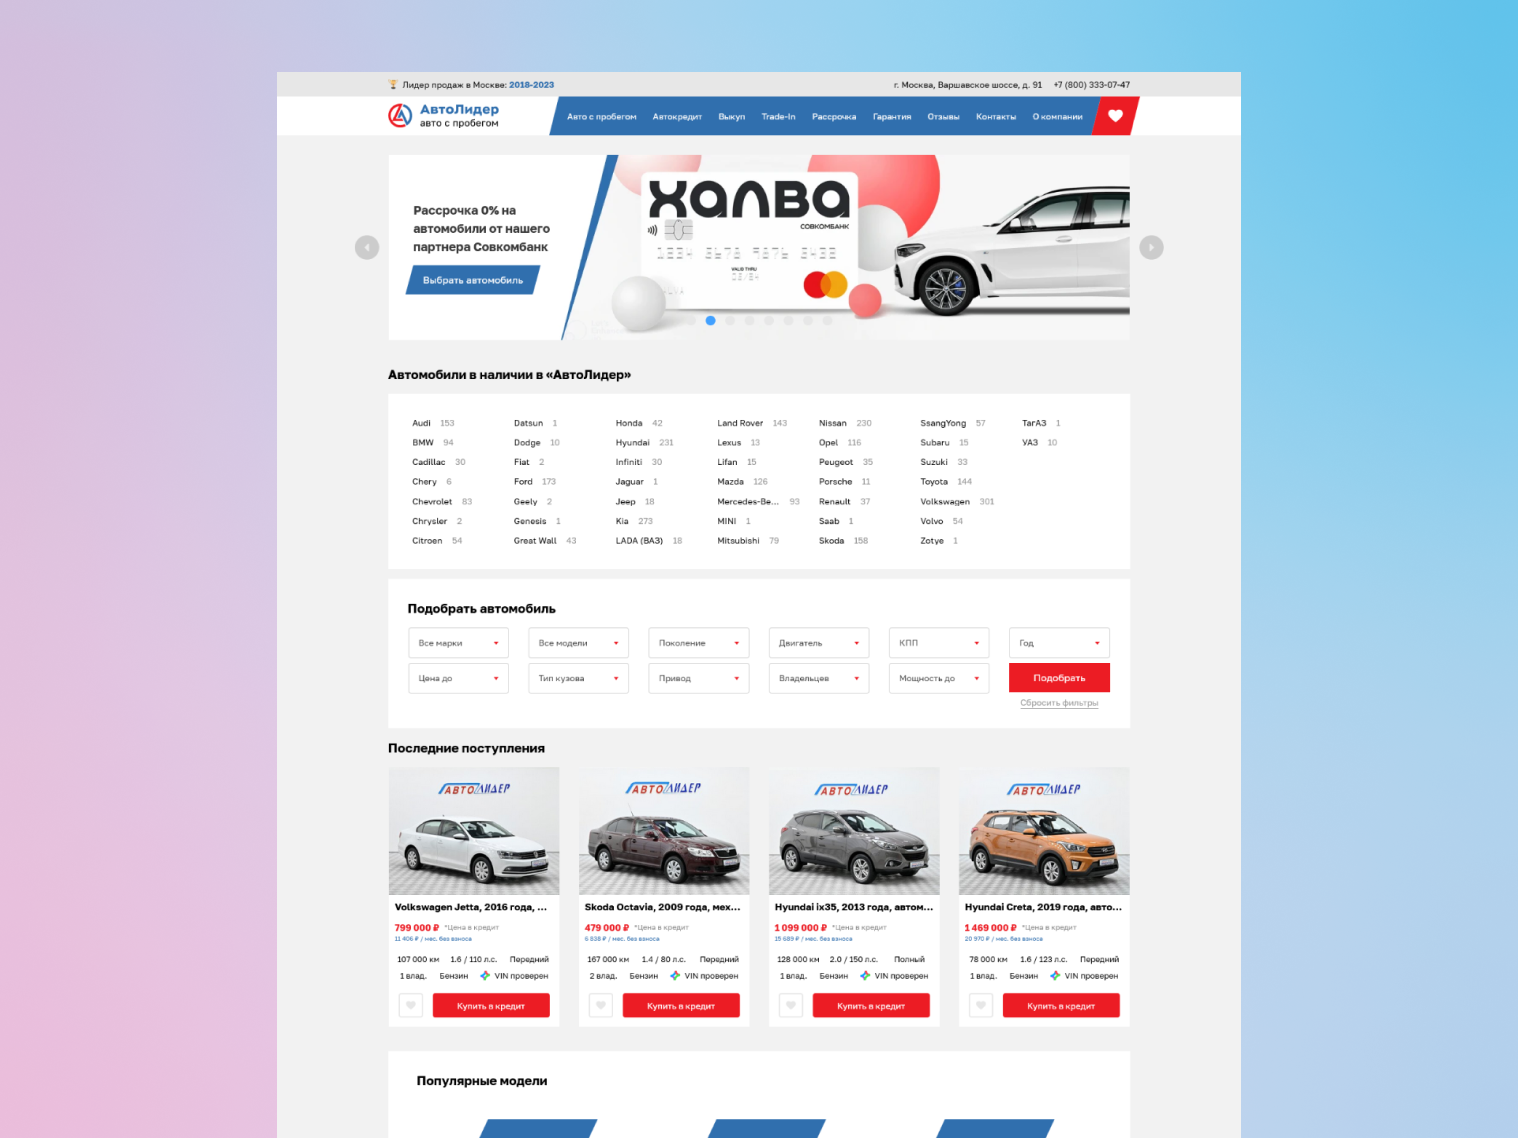 Лидер продаж в Москве: 2018-2023
г. Москва, Варшавское шоссе, д. 91 +7 (800) 333-07-47
АвтоЛидер
авто с пробегом
Авто с пробегом Автокредит Выкуп Trade-In Рассрочка Гарантия Отзывы Контакты О компании
Рассрочка 0% на
автомобили от нашего
партнера Совкомбанк
Выбрать автомобиль
ХАЛВА
СОВКОМБАНК
VALID THRU
Автомобили в наличии в «АвтоЛидер»
Audi 153 Datsun 1 Honda 42 Land Rover 143 Nissan 230 SsangYong 57 ТагАЗ 1
BMW 94 Dodge 10 Hyundai 231 Lexus 13 Opel 116 Subaru 15 УАЗ 10
Cadillac 30 Fiat 2 Infiniti 30 Lifan 15 Peugeot 35 Suzuki 33
Chery 6 Ford 173 Jaguar 1 Mazda 126 Porsche 11 Toyota 144
Chevrolet 83 Geely 2 Jeep 18 Mercedes-Be... 93 Renault 37 Volkswagen 301
Chrysler 2 Genesis 1 Kia 273 MINI 1 Saab 1 Volvo 54
Citroen 54 Great Wall 43 LADA (ВАЗ) 18 Mitsubishi 79 Skoda 158 Zotye 1
Подобрать автомобиль
Все марки Все модели Поколение Двигатель КПП Год
Цена до Тип кузова Привод Владельцев Мощность до Подобрать
Сбросить фильтры
Последние поступления
АВТОЛИДЕР АВТОЛИДЕР АВТОЛИДЕР АВТОЛИДЕР
Volkswagen Jetta, 2016 года, ... Skoda Octavia, 2009 года, мех... Hyundai ix35, 2013 года, автом... Hyundai Creta, 2019 года, авто...
799 000 ₽ *Цена в кредит 479 000 ₽ *Цена в кредит 1 099 000 ₽ *Цена в кредит 1 469 000 ₽ *Цена в кредит
11 406 ₽ / мес. без взноса 6 838 ₽ / мес. без взноса 15 689 ₽ / мес. без взноса 20 970 ₽ / мес. без взноса
107 000 км 1.6 / 110 л.с. Передний 167 000 км 1.4 / 80 л.с. Передний 128 000 км 2.0 / 150 л.с. Полный 78 000 км 1.6 / 123 л.с. Передний
1 влад. Бензин VIN проверен 2 влад. Бензин VIN проверен 1 влад. Бензин VIN проверен 1 влад. Бензин VIN проверен
Купить в кредит Купить в кредит Купить в кредит Купить в кредит
Популярные модели